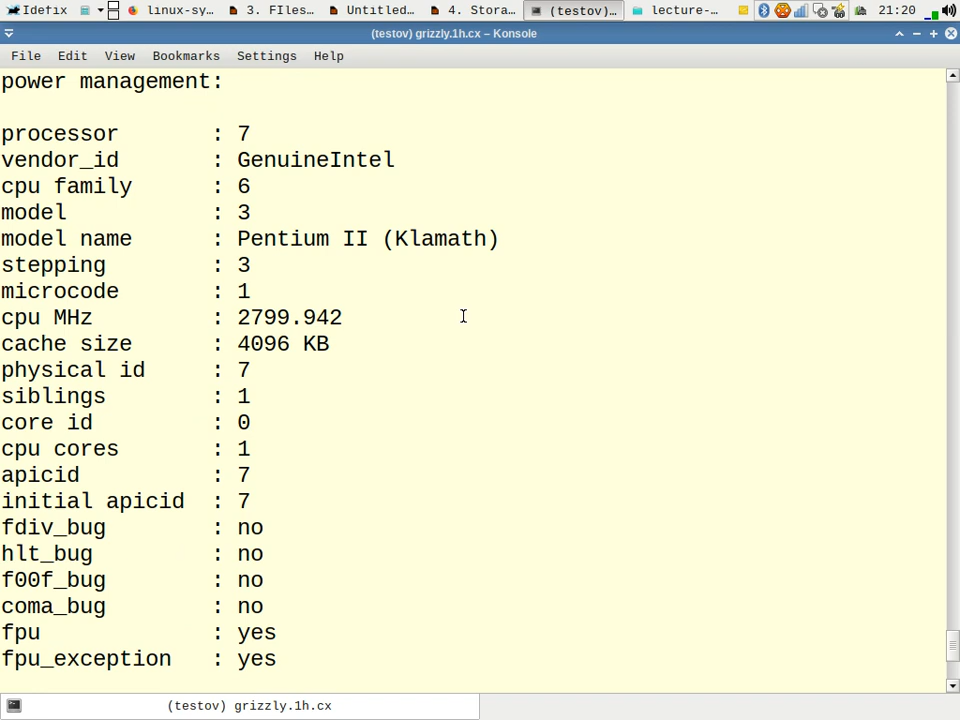 Idefix linux-sy... 3. FIles... Untitled... 4. Stora... (testov)... lecture-... 21:20
(testov) grizzly.1h.cx – Konsole
File Edit View Bookmarks Settings Help
power management:
processor : 7
vendor_id : GenuineIntel
cpu family : 6
model : 3
model name : Pentium II (Klamath)
stepping : 3
microcode : 1
cpu MHz : 2799.942
cache size : 4096 KB
physical id : 7
siblings : 1
core id : 0
cpu cores : 1
apicid : 7
initial apicid : 7
fdiv_bug : no
hlt_bug : no
f00f_bug : no
coma_bug : no
fpu : yes
fpu_exception : yes
(testov) grizzly.1h.cx